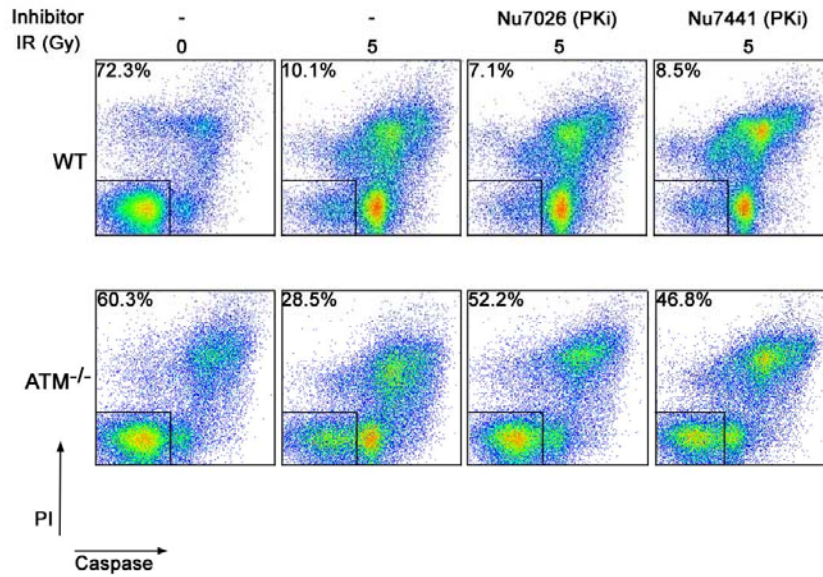 Inhibitor - - Nu7026 (PKi) Nu7441 (PKi)
IR (Gy) 0 5 5 5
72.3% 10.1% 7.1% 8.5%
WT
60.3% 28.5% 52.2% 46.8%
ATM-/-
PI
Caspase